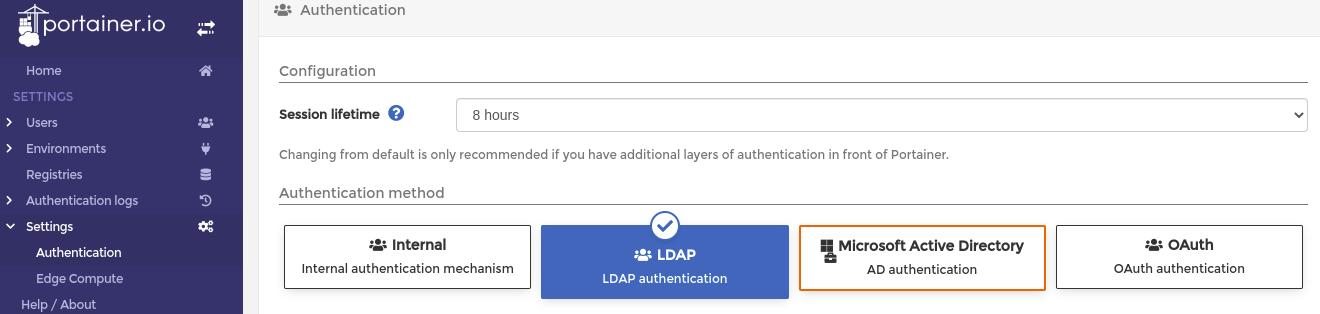 portainer.io
Home
SETTINGS
Users
Environments
Registries
Authentication logs
Settings
Authentication
Edge Compute
Help / About
Authentication
Configuration
Session lifetime ? 8 hours
Changing from default is only recommended if you have additional layers of authentication in front of Portainer.
Authentication method
Internal
Internal authentication mechanism
LDAP
LDAP authentication
Microsoft Active Directory
AD authentication
OAuth
OAuth authentication